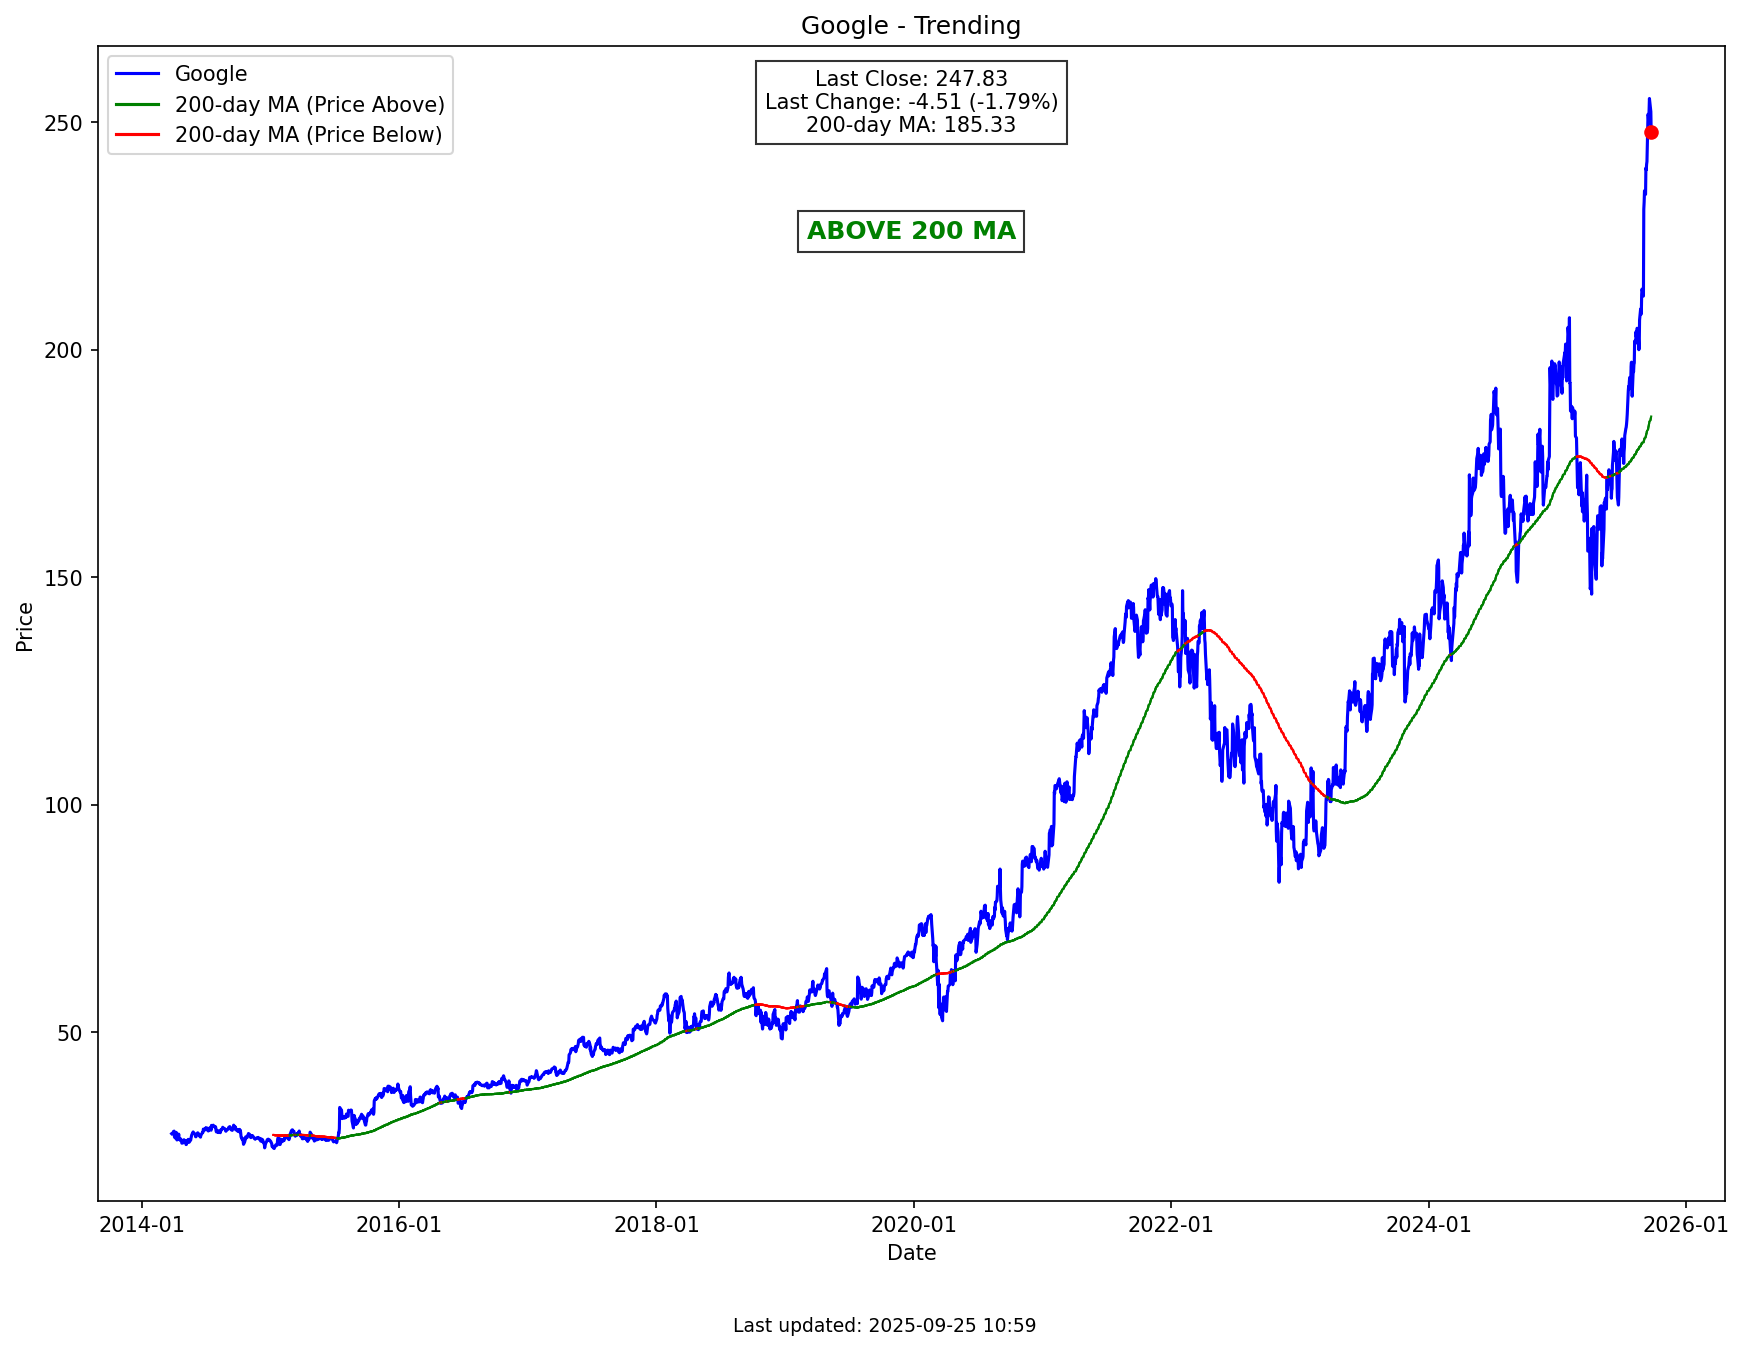 Google - Trending
Google
200-day MA (Price Above)
200-day MA (Price Below)
Last Close: 247.83
Last Change: -4.51 (-1.79%)
200-day MA: 185.33
ABOVE 200 MA
Price
250
200
150
100
50
2014-01
2016-01
2018-01
2020-01
2022-01
2024-01
2026-01
Date
Last updated: 2025-09-25 10:59